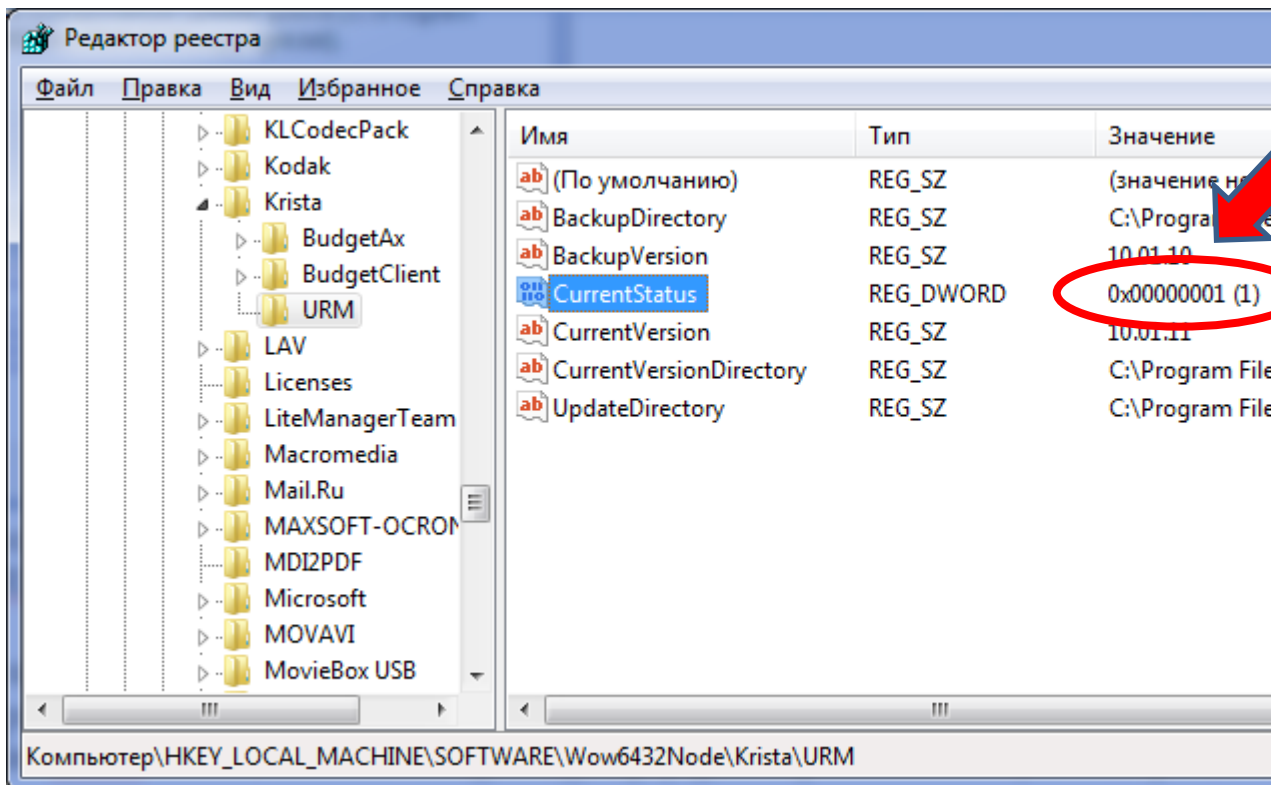 Редактор реестра
Файл Правка Вид Избранное Справка
KLCodecPack
Kodak
Krista
BudgetAx
BudgetClient
URM
LAV
Licenses
LiteManagerTeam
Macromedia
Mail.Ru
MAXSOFT-OCRON
MDI2PDF
Microsoft
MOVAVI
MovieBox USB
Имя Тип Значение
(По умолчанию) REG_SZ (значение
BackupDirectory REG_SZ
BackupVersion REG_SZ 10.01.10
CurrentStatus REG_DWORD 0x00000001 (1)
CurrentVersion REG_SZ 10.01.11
CurrentVersionDirectory REG_SZ C:\Program File
UpdateDirectory REG_SZ C:\Program File
Компьютер\HKEY_LOCAL_MACHINE\SOFTWARE\Wow6432Node\Krista\URM